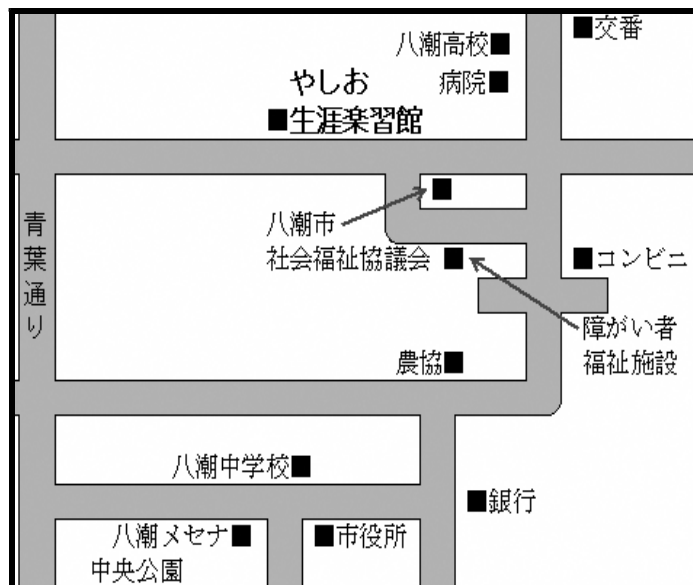 交番
八潮高校
病院
やしお
生涯楽習館
八潮市
社会福祉協議会
コンビニ
青葉通り
障がい者
福祉施設
農協
八潮中学校
銀行
八潮メセナ
市役所
中央公園